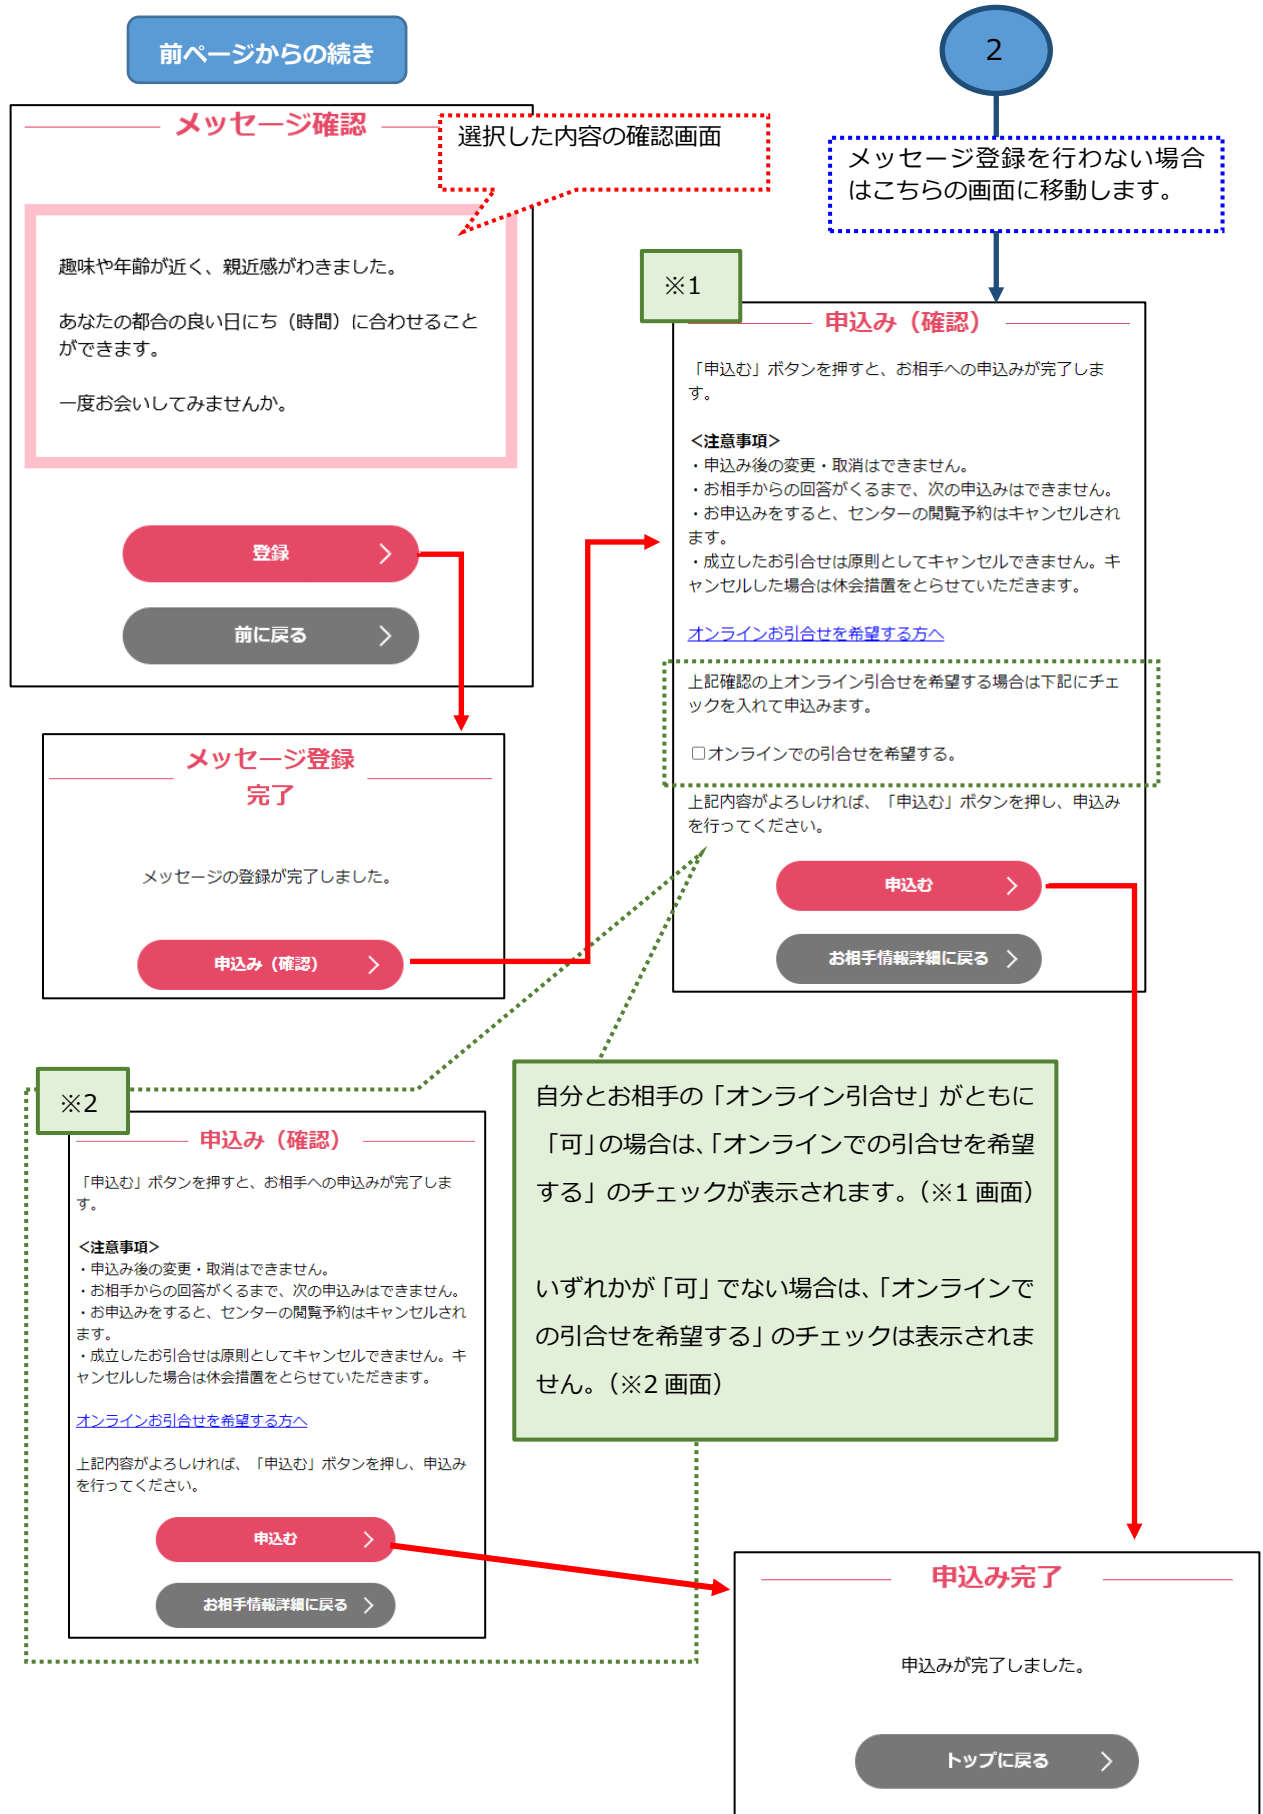 前ページからの続き
2
メッセージ確認
選択した内容の確認画面
メッセージ登録を行わない場合
はこちらの画面に移動します。
趣味や年齢が近く、親近感がわきました。
あなたの都合の良い日にち（時間）に合わせること
ができます。
一度お会いしてみませんか。
登録
前に戻る
メッセージ登録
完了
メッセージの登録が完了しました。
申込み（確認）
※1
申込み（確認）
「申込む」ボタンを押すと、お相手への申込みが完了しま
す。
＜注意事項＞
・申込み後の変更・取消はできません。
・お相手からの回答がくるまで、次の申込みはできません。
・お申込みをすると、センターの閲覧予約はキャンセルされ
ます。
・成立したお引合せは原則としてキャンセルできません。キ
ャンセルした場合は休会措置をとらせていただきます。
オンラインお引合せを希望する方へ
上記確認の上オンライン引合せを希望する場合は下記にチェ
ックを入れて申込みます。
□オンラインでの引合せを希望する。
上記内容がよろしければ、「申込む」ボタンを押し、申込み
を行ってください。
申込む
お相手情報詳細に戻る
※2
申込み（確認）
「申込む」ボタンを押すと、お相手への申込みが完了しま
す。
＜注意事項＞
・申込み後の変更・取消はできません。
・お相手からの回答がくるまで、次の申込みはできません。
・お申込みをすると、センターの閲覧予約はキャンセルされ
ます。
・成立したお引合せは原則としてキャンセルできません。キ
ャンセルした場合は休会措置をとらせていただきます。
オンラインお引合せを希望する方へ
上記内容がよろしければ、「申込む」ボタンを押し、申込み
を行ってください。
申込む
お相手情報詳細に戻る
自分とお相手の「オンライン引合せ」がともに
「可」の場合は、「オンラインでの引合せを希望
する」のチェックが表示されます。（※1 画面）
いずれかが「可」でない場合は、「オンラインで
の引合せを希望する」のチェックは表示されま
せん。（※2 画面）
申込み完了
申込みが完了しました。
トップに戻る